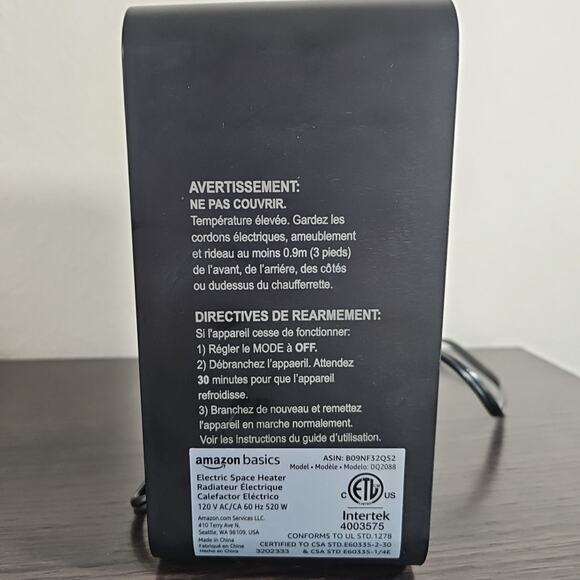 AVERTISSEMENT:
NE PAS COUVRIR.
Température élevée. Gardez les
cordons électriques, ameublement
et rideau au moins 0.9m (3 pieds)
de l'avant, de l'arriére, des côtés
ou dudessus du chaufferette.
DIRECTIVES DE REARMEMENT:
Si l'appareil cesse de fonctionner:
1) Régler le MODE à OFF.
2) Débranchez l'appaeril. Attendez
30 minutes pour que l'appareil
refroidisse.
3) Branchez de nouveau et remettez
l'appareil en marche normalement.
Voir les instructions du guide d'utilisation.
amazon basics
Electric Space Heater
Radiateur Électrique
Calefactor Eléctrico
120 V AC/CA 60 Hz 520 W
Amazon.com Services LLC.
410 Terry Ave N,
Seattle, WA 98109, USA
Made in China
Fabriqué en China
Hecho en China
3202333
ASIN: B09NF32QS2
Model • Modèle • Modelo: DQ2088
C ETL US
Intertek
4003575
CONFORMS TO UL STD.1278
CERTIFIED TO CSA STD.E60335-2-30
& CSA STD.E60335-1/4E